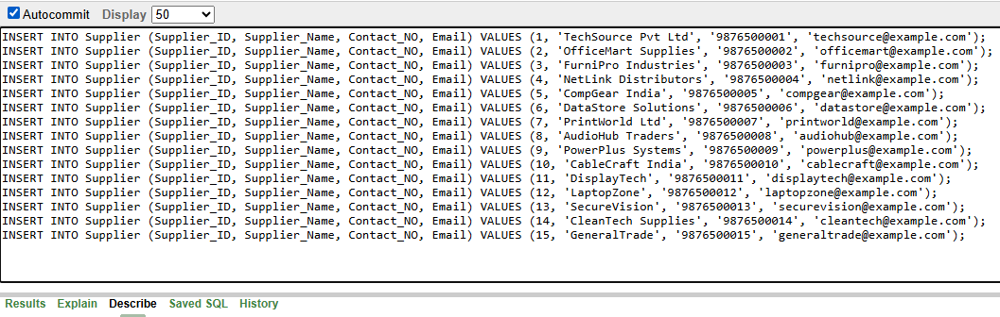 Autocommit Display 50
INSERT INTO Supplier (Supplier_ID, Supplier_Name, Contact_NO, Email) VALUES (1, 'TechSource Pvt Ltd', '9876500001', 'techsource@example.com');
INSERT INTO Supplier (Supplier_ID, Supplier_Name, Contact_NO, Email) VALUES (2, 'OfficeMart Supplies', '9876500002', 'officemart@example.com');
INSERT INTO Supplier (Supplier_ID, Supplier_Name, Contact_NO, Email) VALUES (3, 'FurniPro Industries', '9876500003', 'furnipro@example.com');
INSERT INTO Supplier (Supplier_ID, Supplier_Name, Contact_NO, Email) VALUES (4, 'NetLink Distributors', '9876500004', 'netlink@example.com');
INSERT INTO Supplier (Supplier_ID, Supplier_Name, Contact_NO, Email) VALUES (5, 'CompGear India', '9876500005', 'compgear@example.com');
INSERT INTO Supplier (Supplier_ID, Supplier_Name, Contact_NO, Email) VALUES (6, 'DataStore Solutions', '9876500006', 'datastore@example.com');
INSERT INTO Supplier (Supplier_ID, Supplier_Name, Contact_NO, Email) VALUES (7, 'PrintWorld Ltd', '9876500007', 'printworld@example.com');
INSERT INTO Supplier (Supplier_ID, Supplier_Name, Contact_NO, Email) VALUES (8, 'AudioHub Traders', '9876500008', 'audiohub@example.com');
INSERT INTO Supplier (Supplier_ID, Supplier_Name, Contact_NO, Email) VALUES (9, 'PowerPlus Systems', '9876500009', 'powerplus@example.com');
INSERT INTO Supplier (Supplier_ID, Supplier_Name, Contact_NO, Email) VALUES (10, 'CableCraft India', '9876500010', 'cablecraft@example.com');
INSERT INTO Supplier (Supplier_ID, Supplier_Name, Contact_NO, Email) VALUES (11, 'DisplayTech', '9876500011', 'displaytech@example.com');
INSERT INTO Supplier (Supplier_ID, Supplier_Name, Contact_NO, Email) VALUES (12, 'LaptopZone', '9876500012', 'laptopzone@example.com');
INSERT INTO Supplier (Supplier_ID, Supplier_Name, Contact_NO, Email) VALUES (13, 'SecureVision', '9876500013', 'securevision@example.com');
INSERT INTO Supplier (Supplier_ID, Supplier_Name, Contact_NO, Email) VALUES (14, 'CleanTech Supplies', '9876500014', 'cleantech@example.com');
INSERT INTO Supplier (Supplier_ID, Supplier_Name, Contact_NO, Email) VALUES (15, 'GeneralTrade', '9876500015', 'generaltrade@example.com');
Results Explain Describe Saved SQL History